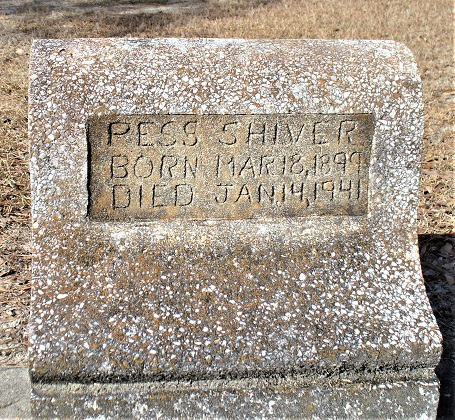 PESS SHIVER
BORN MAR 18, 1899
DIED JAN. 14, 1941